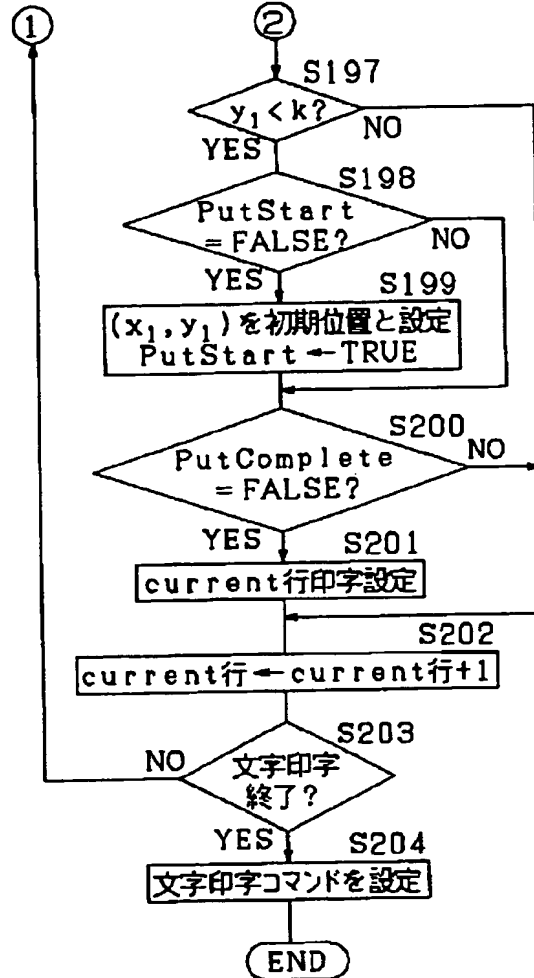 ① ②
S197
y₁<k?
NO
YES
S198
PutStart
=FALSE?
NO
YES
S199
(x₁,y₁)を初期位置と設定
PutStart←TRUE
S200
PutComplete
=FALSE?
NO
YES
S201
current行印字設定
S202
current行←current行+1
S203
NO
文字印字
終了?
YES
S204
文字印字コマンドを設定
END